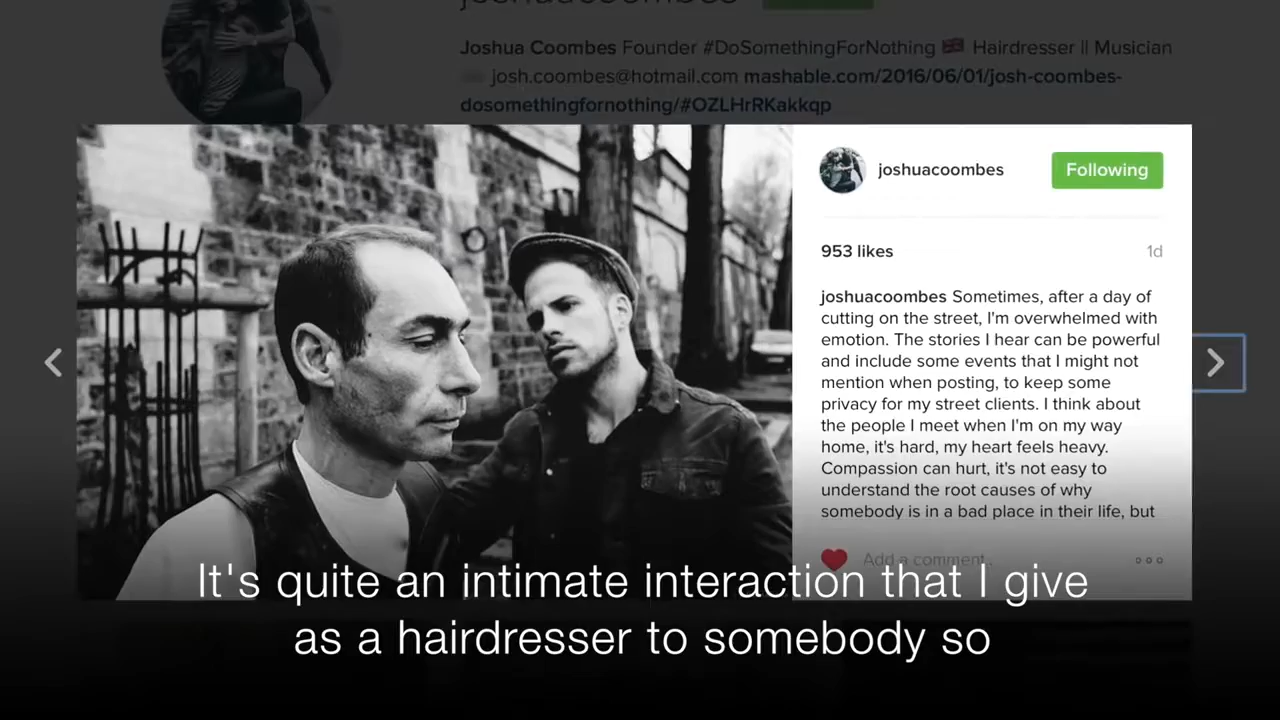 joshuacoombes
Joshua Coombes Founder #DoSomethingForNothing 🇬🇧 Hairdresser || Musician
josh.coombes@hotmail.com mashable.com/2016/06/01/josh-coombes-
dosomethingfornothing/#OZLHrRKakkqp
joshuacoombes
Following
953 likes
1d
joshuacoombes Sometimes, after a day of
cutting on the street, I'm overwhelmed with
emotion. The stories I hear can be powerful
and include some events that I might not
mention when posting, to keep some
privacy for my street clients. I think about
the people I meet when I'm on my way
home, it's hard, my heart feels heavy.
Compassion can hurt, it's not easy to
understand the root causes of why
somebody is in a bad place in their life, but
Add a comment...
It's quite an intimate interaction that I give
as a hairdresser to somebody so